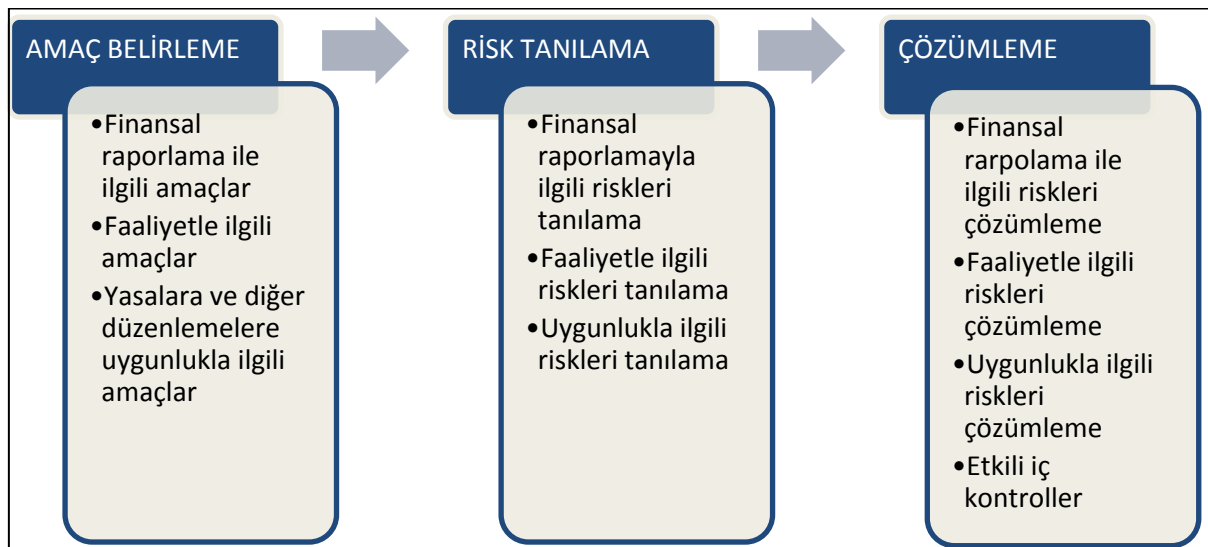 AMAÇ BELİRLEME
•Finansal
raporlama ile
ilgili amaçlar
•Faaliyetle ilgili
amaçlar
•Yasalara ve diğer
düzenlemelere
uygunlukla ilgili
amaçlar
RİSK TANILAMA
•Finansal
raporlamayla
ilgili riskleri
tanılama
•Faaliyetle ilgili
riskleri tanılama
•Uygunlukla ilgili
riskleri tanılama
ÇÖZÜMLEME
•Finansal
rarpolama ile
ilgili riskleri
çözümleme
•Faaliyetle ilgili
riskleri
çözümleme
•Uygunlukla ilgili
riskleri
çözümleme
•Etkili iç
kontroller